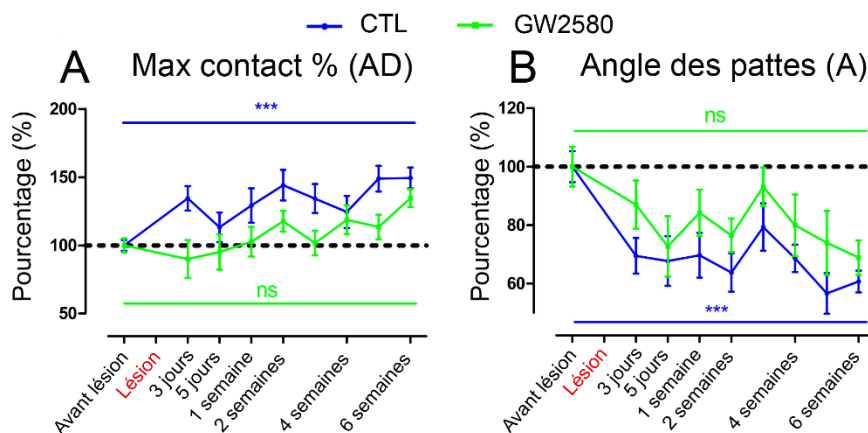 CTL GW2580
A Max contact % (AD)
Pourcentage (%)
200
150
100
50
***
ns
Avant lésion
Lésion
3 jours
5 jours
1 semaine
2 semaines
4 semaines
6 semaines
B Angle des pattes (A)
Pourcentage (%)
120
100
80
60
ns
***
Avant lésion
Lésion
3 jours
5 jours
1 semaine
2 semaines
4 semaines
6 semaines